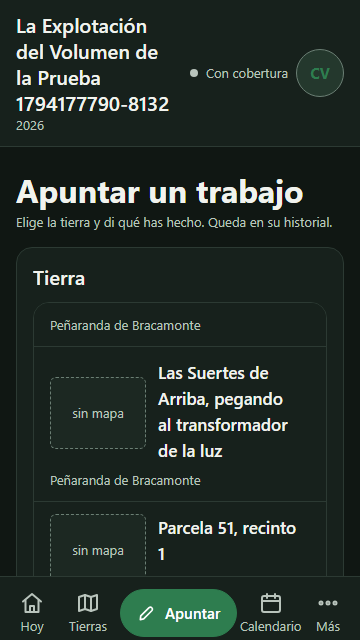 La Explotación
del Volumen de
la Prueba
1794177790-8132
2026
Con cobertura
CV
Apuntar un trabajo
Elige la tierra y di qué has hecho. Queda en su historial.
Tierra
Peñaranda de Bracamonte
sin mapa
Las Suertes de
Arriba, pegando
al transformador
de la luz
Peñaranda de Bracamonte
sin mapa
Parcela 51, recinto
1
Hoy
Tierras
Apuntar
Calendario
Más